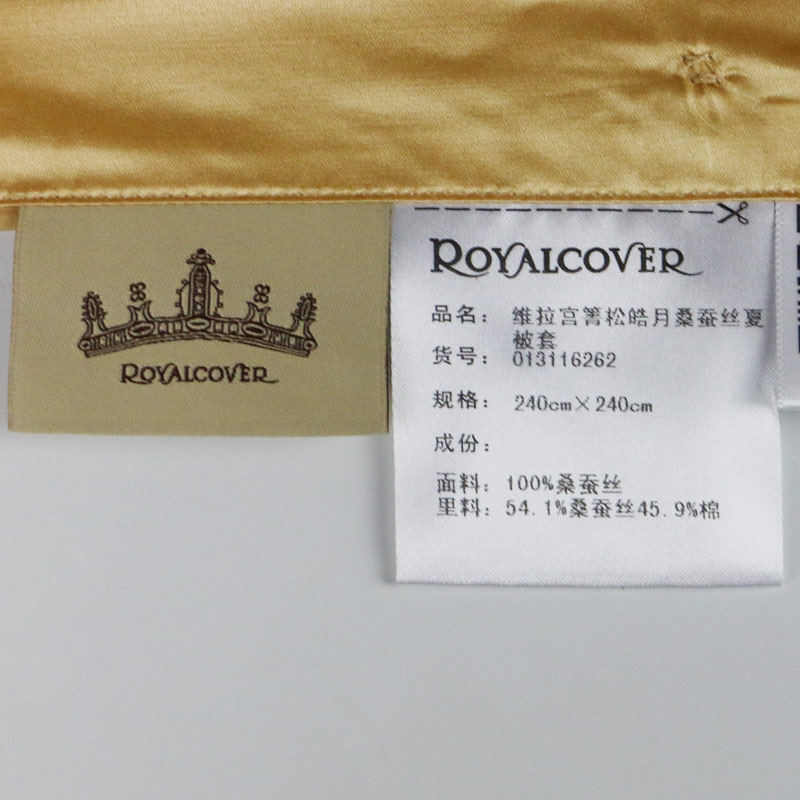 ROYALCOVER
ROYALCOVER
品名: 维拉宫箐松皓月桑蚕丝夏
被套
货号: 013116262
规格: 240cm×240cm
成份:
面料: 100%桑蚕丝
里料: 54.1%桑蚕丝45.9%棉